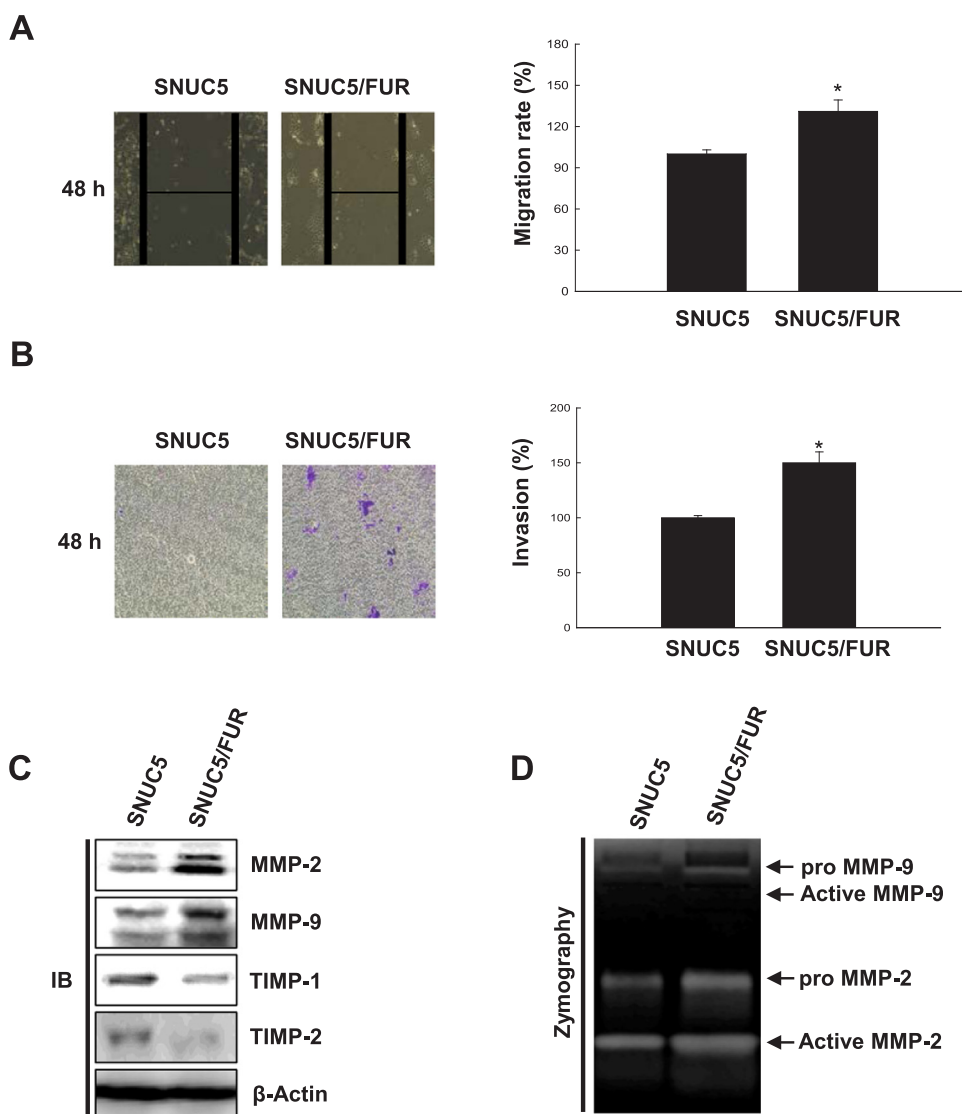 A
SNUC5 SNUC5/FUR
48 h
Migration rate (%)
180
150
120
90
60
30
0
*
SNUC5 SNUC5/FUR
B
SNUC5 SNUC5/FUR
48 h
Invasion (%)
200
150
100
50
0
*
SNUC5 SNUC5/FUR
C
SNUC5 SNUC5/FUR
IB
MMP-2
MMP-9
TIMP-1
TIMP-2
β-Actin
D
SNUC5 SNUC5/FUR
Zymography
pro MMP-9
Active MMP-9
pro MMP-2
Active MMP-2